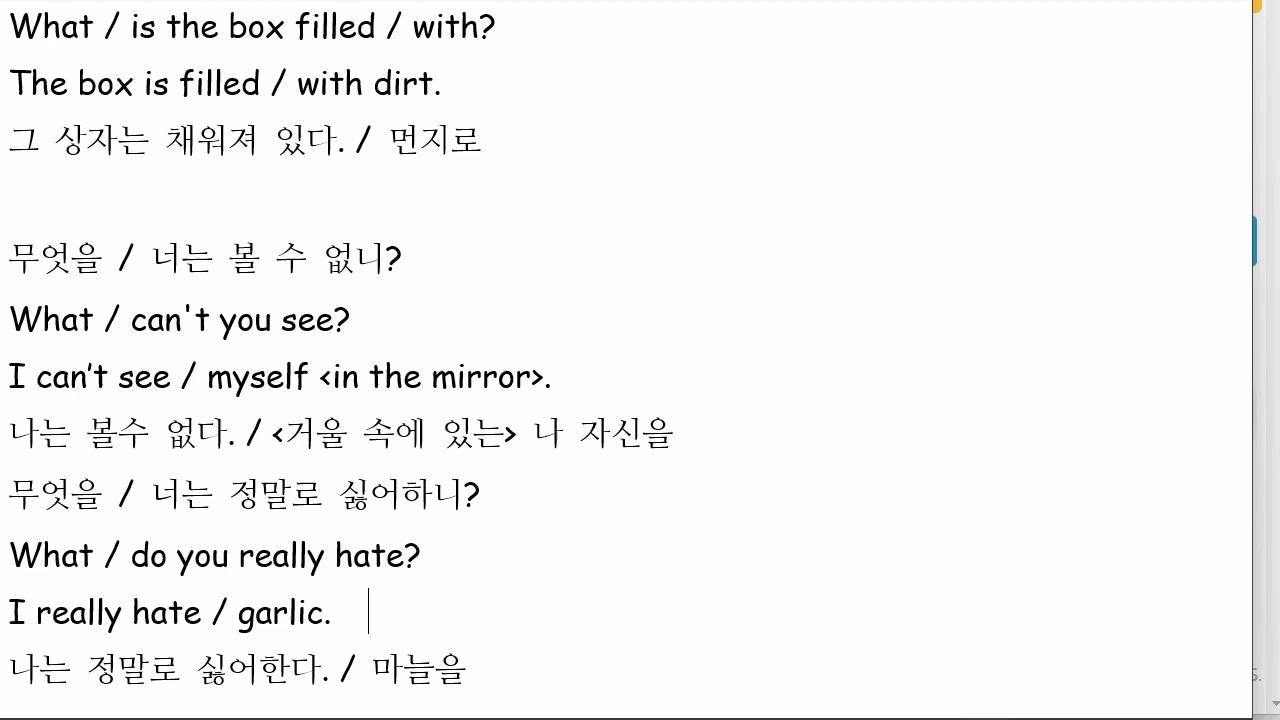 What / is the box filled / with?
The box is filled / with dirt.
그 상자는 채워져 있다. / 먼지로
무엇을 / 너는 볼 수 없니?
What / can't you see?
I can’t see / myself <in the mirror>.
나는 볼수 없다. / <거울 속에 있는> 나 자신을
무엇을 / 너는 정말로 싫어하니?
What / do you really hate?
I really hate / garlic.
나는 정말로 싫어한다. / 마늘을